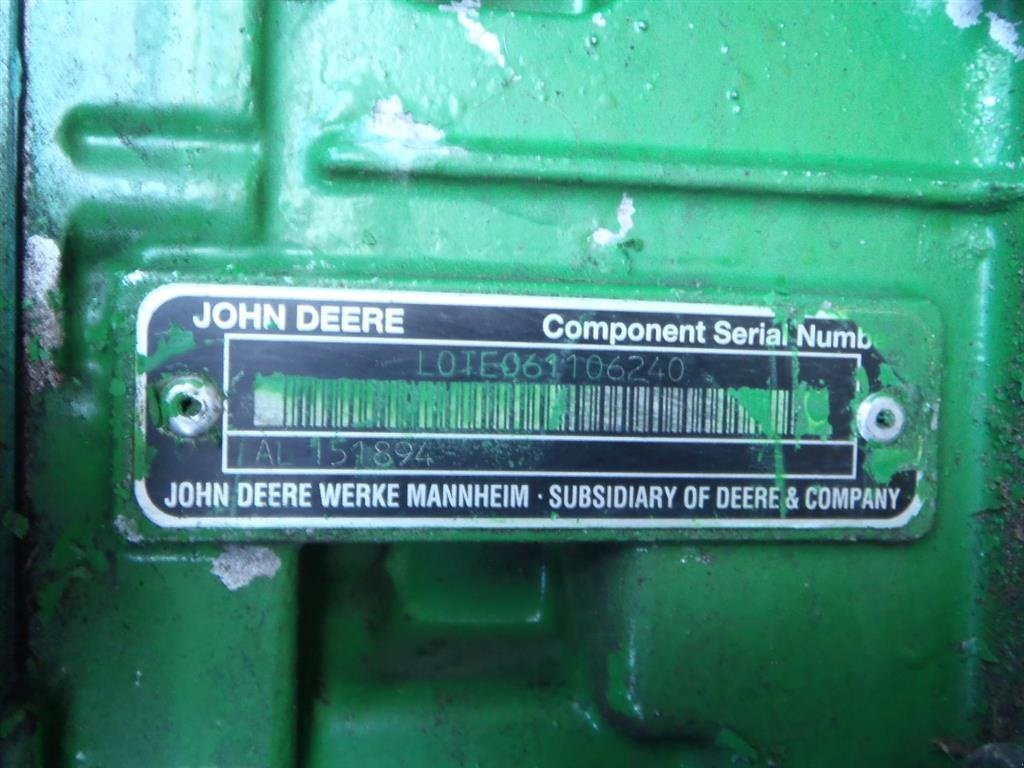 JOHN DEERE
Component Serial Numb
L0TE061106240
AL 151894
JOHN DEERE WERKE MANNHEIM · SUBSIDIARY OF DEERE & COMPANY